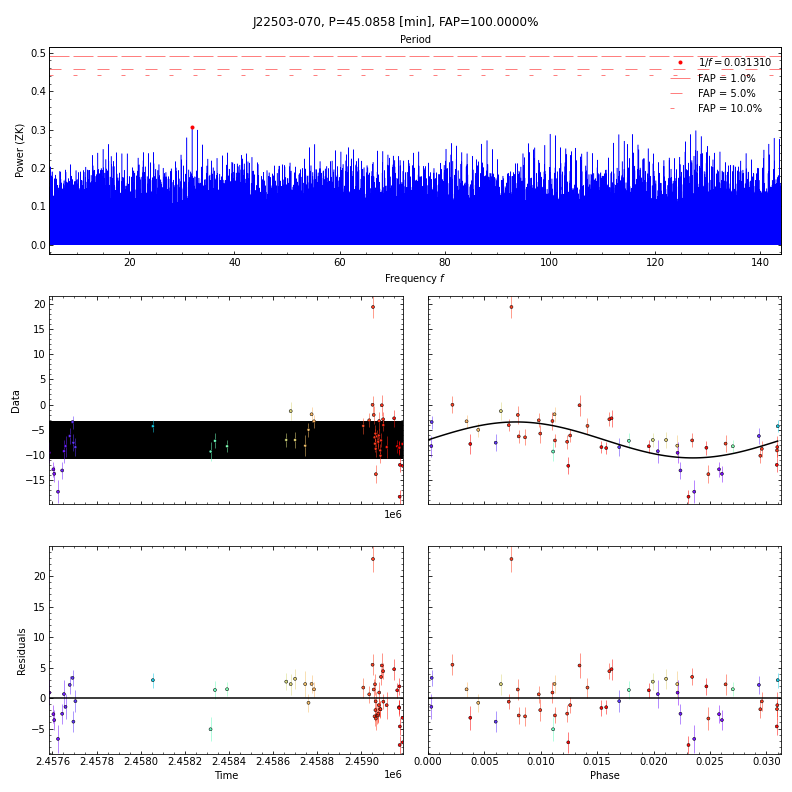 J22503-070, P=45.0858 [min], FAP=100.0000%
Period
0.5
0.4
0.3
0.2
0.1
0.0
Power (ZK)
1/f = 0.031310
FAP = 1.0%
FAP = 5.0%
FAP = 10.0%
20 40 60 80 100 120 140
Frequency f
20
15
10
5
0
−5
−10
−15
Data
1e6
20
15
10
5
0
−5
Residuals
2.4576 2.4578 2.4580 2.4582 2.4584 2.4586 2.4588 2.4590
Time
1e6
0.000 0.005 0.010 0.015 0.020 0.025 0.030
Phase